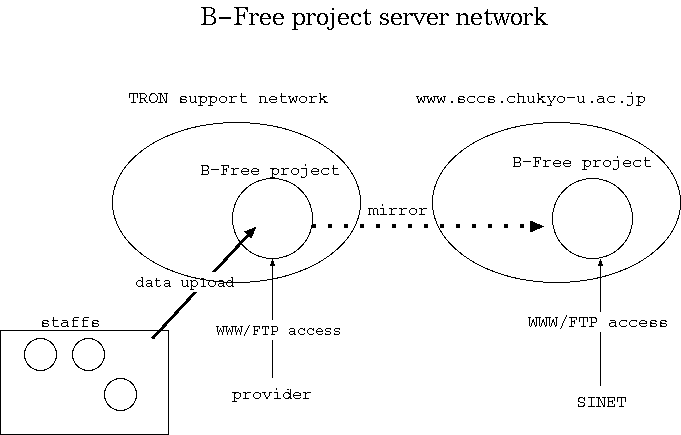 B-Free project server network
TRON support network
www.sccs.chukyo-u.ac.jp
B-Free project
B-Free project
mirror
data upload
staffs
WWW/FTP access
WWW/FTP access
provider
SINET